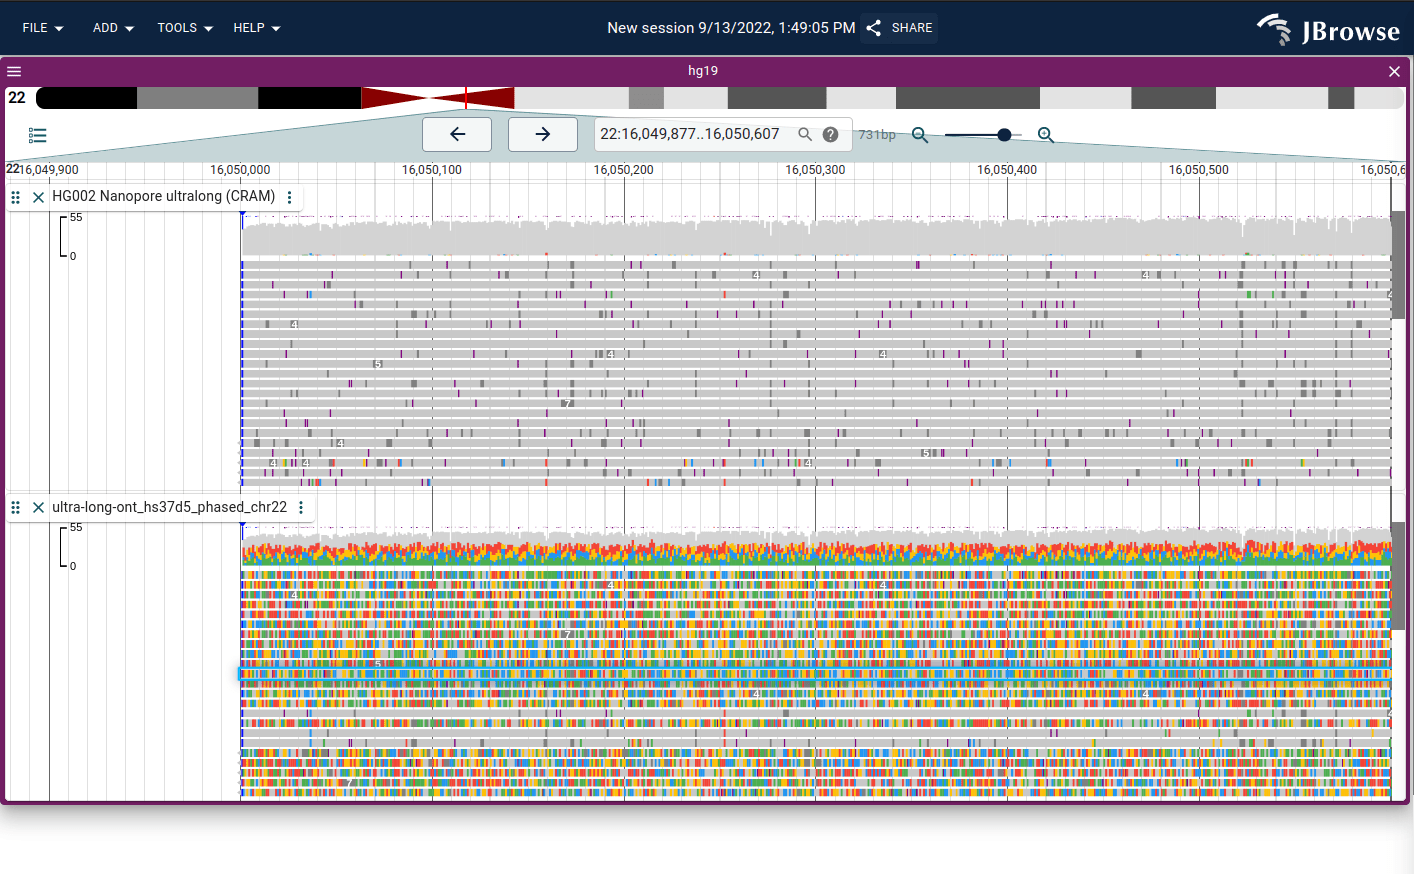 FILE ADD TOOLS HELP New session 9/13/2022, 1:49:05 PM SHARE JBrowse
hg19
22
22:16,049,877..16,050,607 ? 731bp
22 16,049,900 16,050,000 16,050,100 16,050,200 16,050,300 16,050,400 16,050,500 16,050,6
HG002 Nanopore ultralong (CRAM)
55
0
4 4
4
4 4
5
7
4
5
4 4 4
ultra-long-ont_hs37d5_phased_chr22
55
0
4 4
4
7
5
4 4